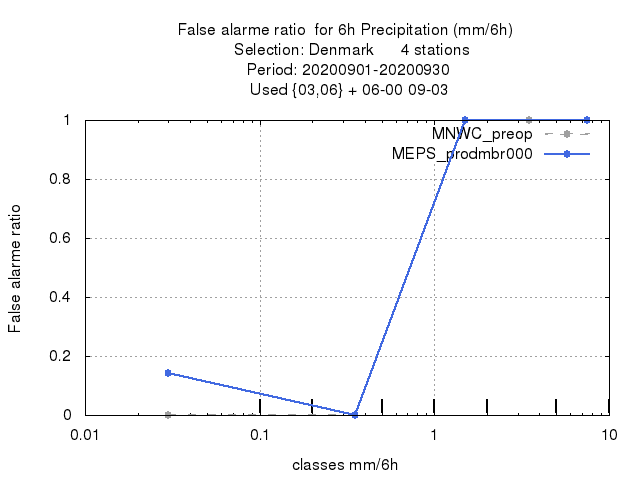 False alarme ratio  for 6h Precipitation (mm/6h)
Selection: Denmark      4 stations
Period: 20200901-20200930
Used {03,06} + 06-00 09-03
1
MNWC_preop
MEPS_prodmbr000
0.8
0.6
0.4
0.2
0
False alarme ratio
0.01
0.1
1
10
classes mm/6h